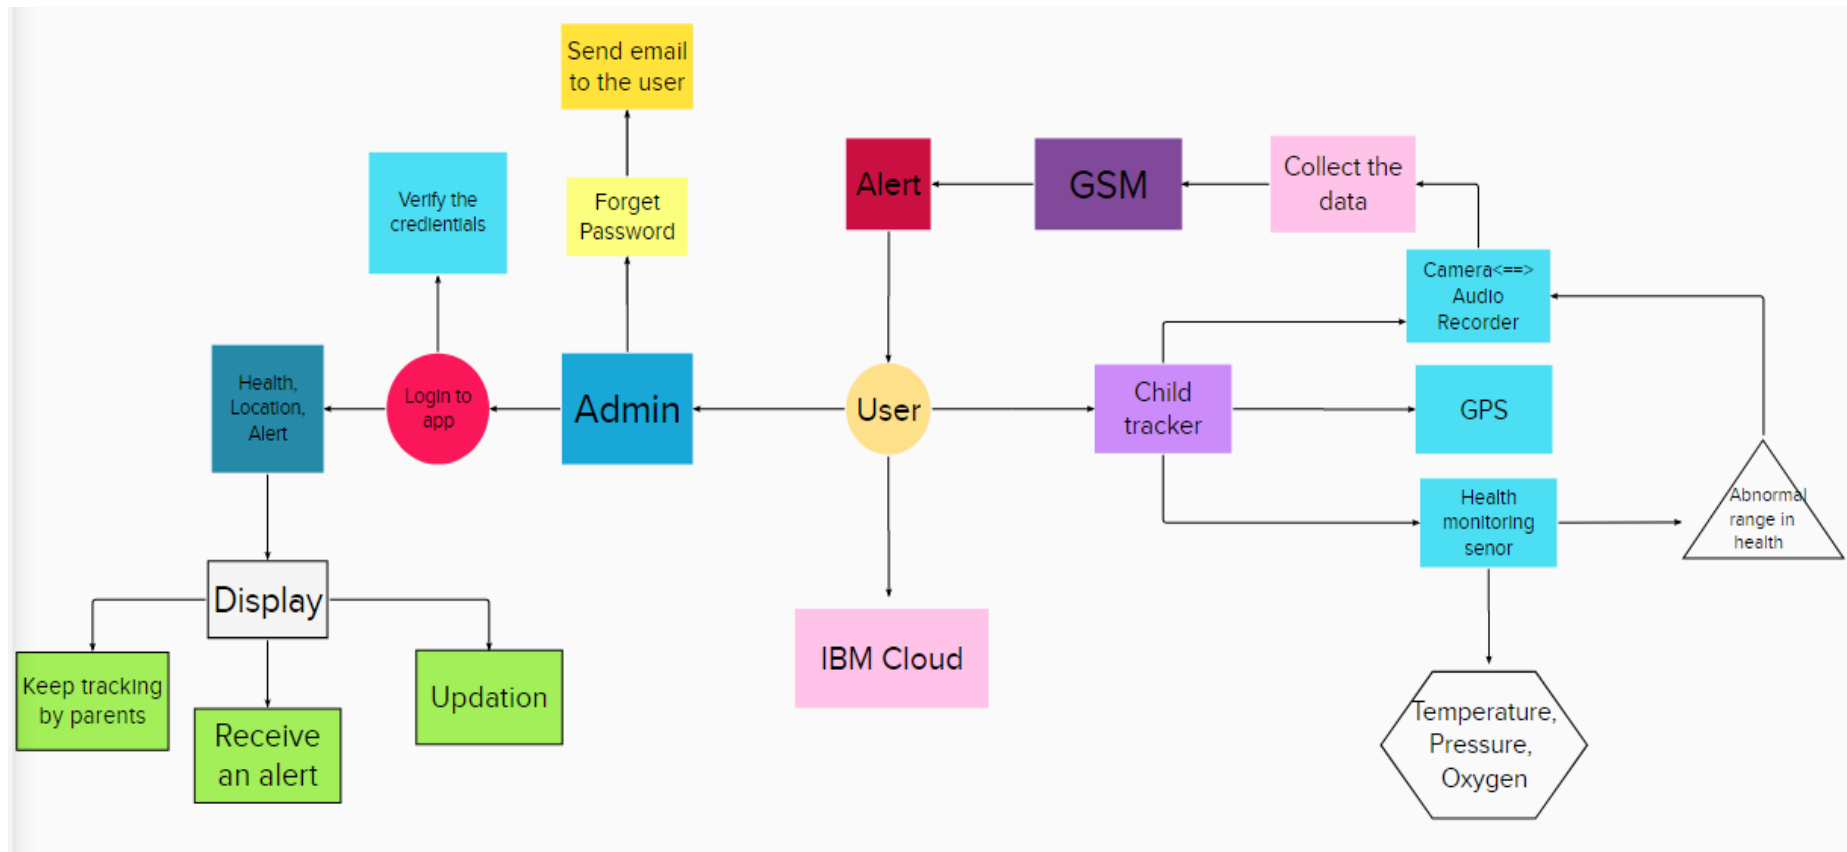 Send email
to the user
Verify the
credientials
Forget
Password
Alert
GSM
Collect the
data
Camera<==>
Audio
Recorder
Health,
Location,
Alert
Login to
app
Admin
User
Child
tracker
GPS
Health
monitoring
senor
Abnormal
range in
health
Display
Keep tracking
by parents
Receive
an alert
Updation
IBM Cloud
Temperature,
Pressure,
Oxygen